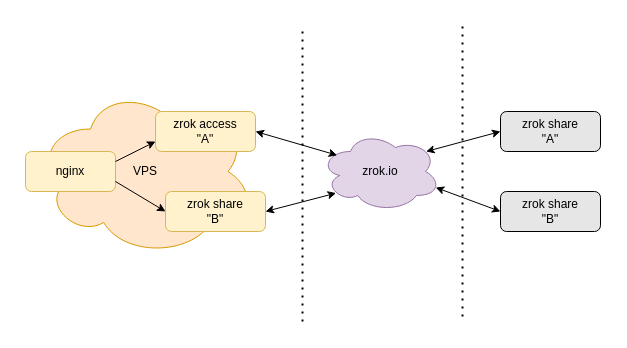 zrok access
"A"
nginx
VPS
zrok share
"B"
zrok.io
zrok share
"A"
zrok share
"B"